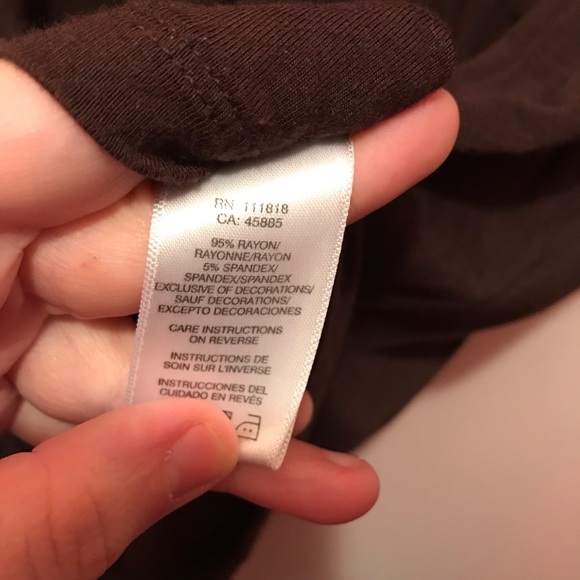 RN: 111818
CA: 45885
95% RAYON/
RAYONNE/RAYON
5% SPANDEX/
SPANDEX/SPANDEX
EXCLUSIVE OF DECORATIONS/
SAUF DECORATIONS/
EXCEPTO DECORACIONES
CARE INSTRUCTIONS
ON REVERSE
INSTRUCTIONS DE
SOIN SUR L'INVERSE
INSTRUCCIONES DEL
CUIDADO EN REVÉS